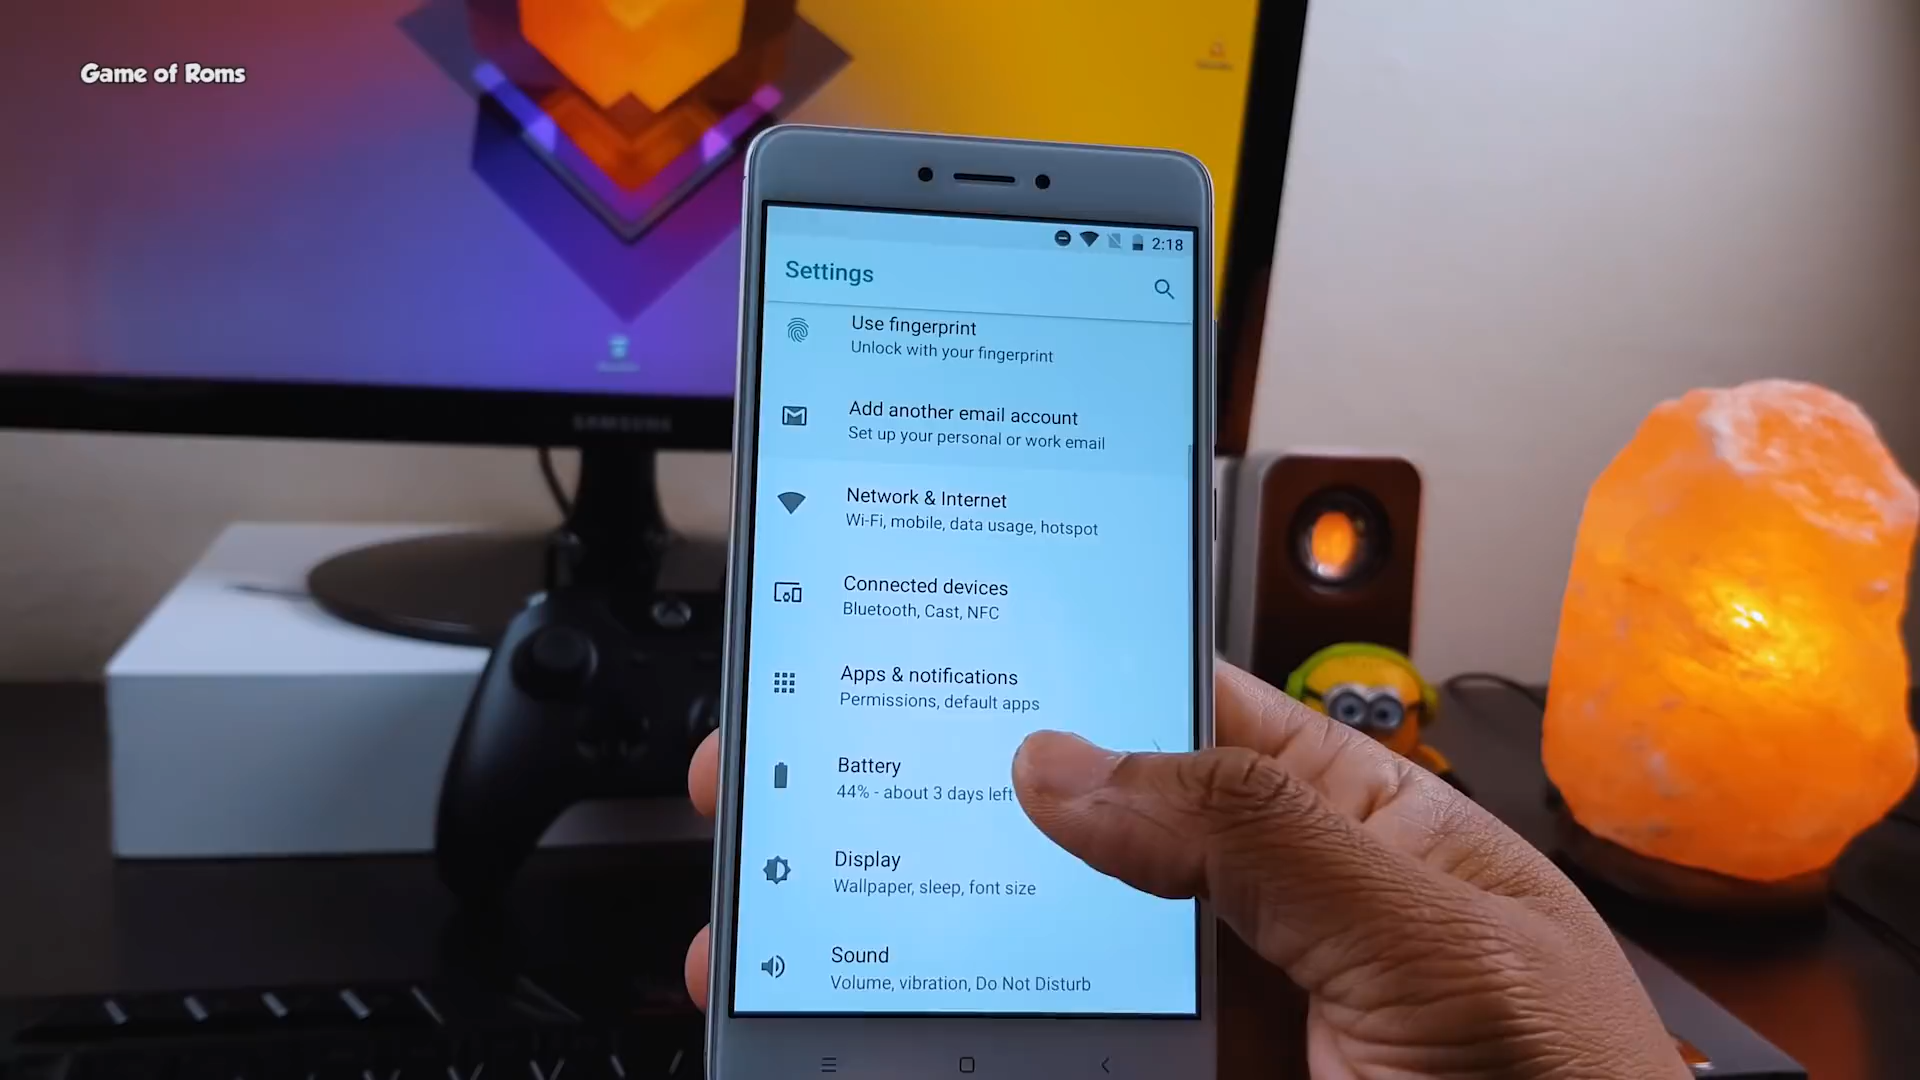 Game of Roms
SAMSUNG
2:18
Settings
Use fingerprint
Unlock with your fingerprint
Add another email account
Set up your personal or work email
Network & Internet
Wi-Fi, mobile, data usage, hotspot
Connected devices
Bluetooth, Cast, NFC
Apps & notifications
Permissions, default apps
Battery
44% - about 3 days left
Display
Wallpaper, sleep, font size
Sound
Volume, vibration, Do Not Disturb